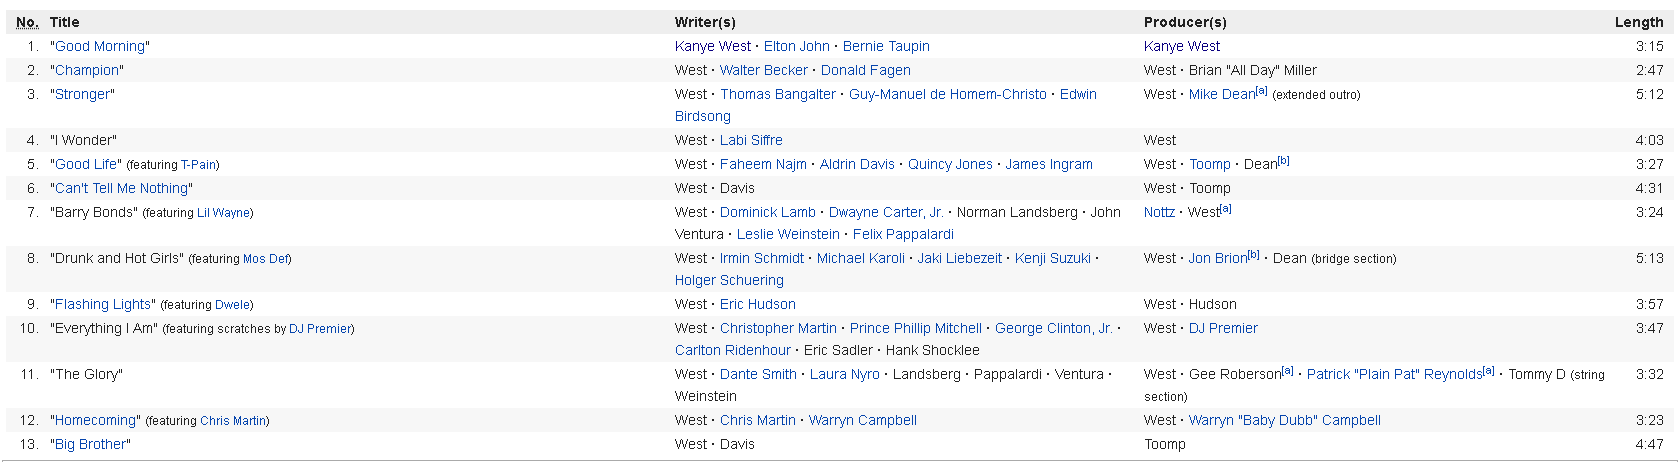 No. Title Writer(s) Producer(s) Length
1. "Good Morning" Kanye West · Elton John · Bernie Taupin Kanye West 3:15
2. "Champion" West · Walter Becker · Donald Fagen West · Brian "All Day" Miller 2:47
3. "Stronger" West · Thomas Bangalter · Guy-Manuel de Homem-Christo · Edwin West · Mike Dean[a] (extended outro) 5:12
Birdsong
4. "I Wonder" West · Labi Siffre West 4:03
5. "Good Life" (featuring T-Pain) West · Faheem Najm · Aldrin Davis · Quincy Jones · James Ingram West · Toomp · Dean[b] 3:27
6. "Can't Tell Me Nothing" West · Davis West · Toomp 4:31
7. "Barry Bonds" (featuring Lil Wayne) West · Dominick Lamb · Dwayne Carter, Jr. · Norman Landsberg · John Nottz · West[a] 3:24
Ventura · Leslie Weinstein · Felix Pappalardi
8. "Drunk and Hot Girls" (featuring Mos Def) West · Irmin Schmidt · Michael Karoli · Jaki Liebezeit · Kenji Suzuki · West · Jon Brion[b] · Dean (bridge section) 5:13
Holger Schuering
9. "Flashing Lights" (featuring Dwele) West · Eric Hudson West · Hudson 3:57
10. "Everything I Am" (featuring scratches by DJ Premier) West · Christopher Martin · Prince Phillip Mitchell · George Clinton, Jr. · West · DJ Premier 3:47
Carlton Ridenhour · Eric Sadler · Hank Shocklee
11. "The Glory" West · Dante Smith · Laura Nyro · Landsberg · Pappalardi · Ventura · West · Gee Roberson[a] · Patrick "Plain Pat" Reynolds[a] · Tommy D (string 3:32
Weinstein section)
12. "Homecoming" (featuring Chris Martin) West · Chris Martin · Warryn Campbell West · Warryn "Baby Dubb" Campbell 3:23
13. "Big Brother" West · Davis Toomp 4:47